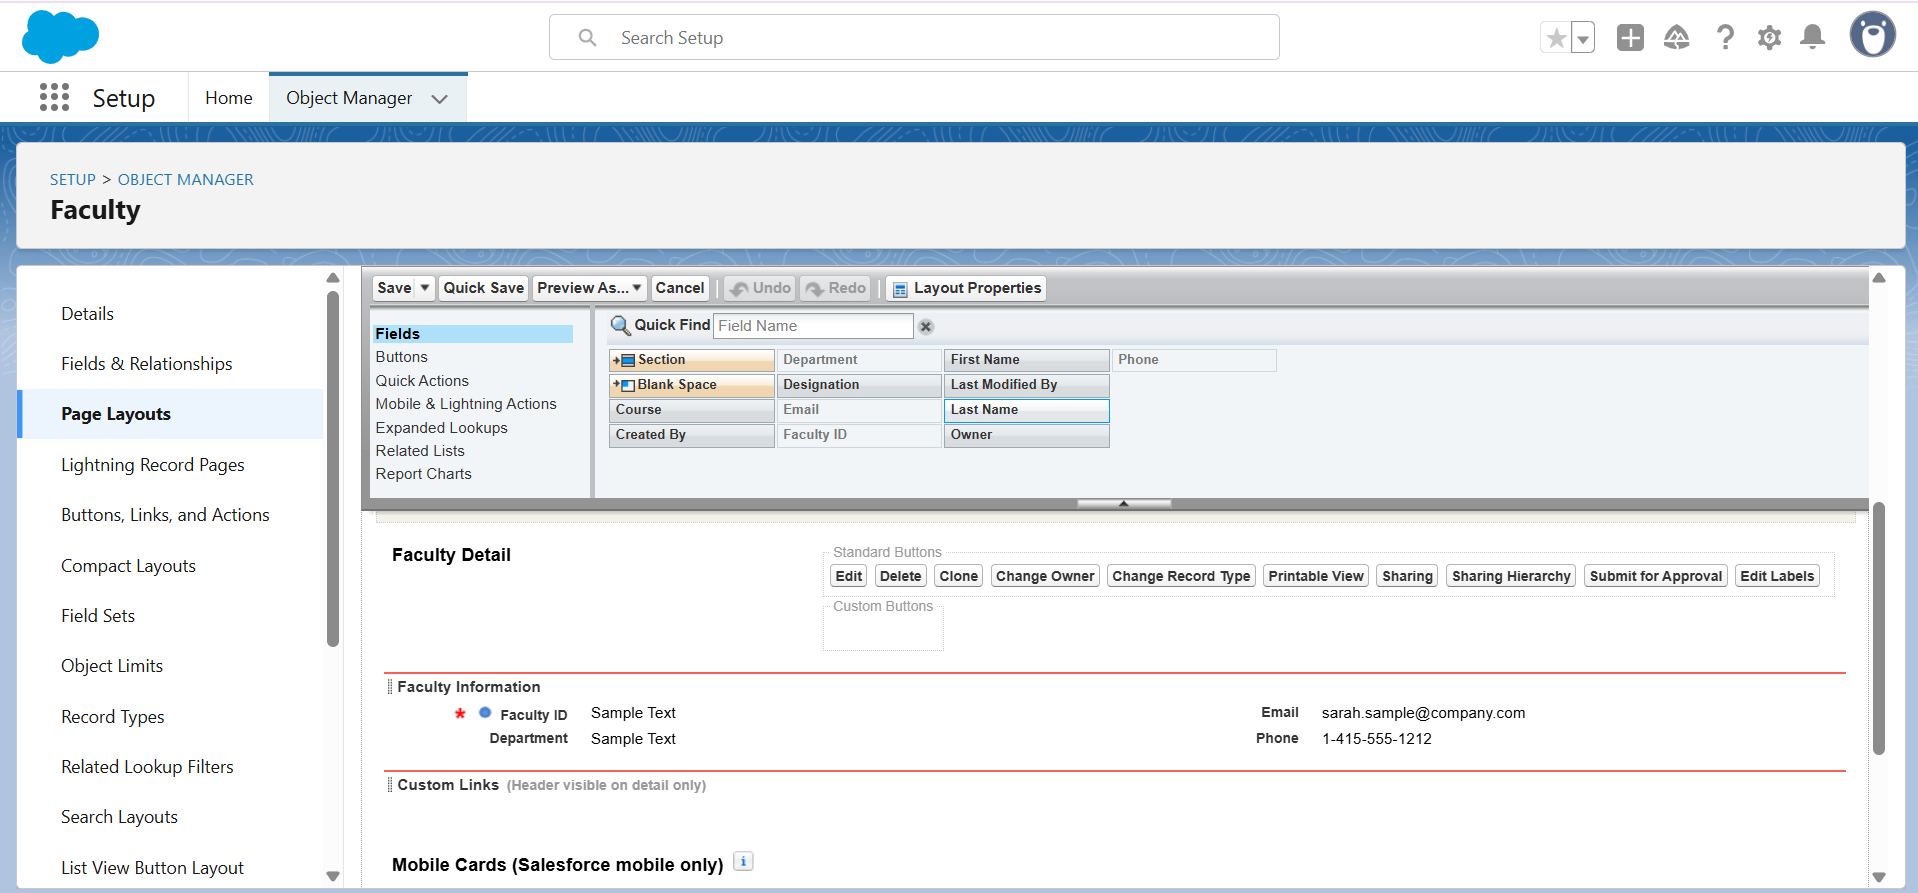 Search Setup
Setup
Home
Object Manager
SETUP > OBJECT MANAGER
Faculty
Details
Fields & Relationships
Page Layouts
Lightning Record Pages
Buttons, Links, and Actions
Compact Layouts
Field Sets
Object Limits
Record Types
Related Lookup Filters
Search Layouts
List View Button Layout
Save Quick Save Preview As... Cancel Undo Redo Layout Properties
Fields
Buttons
Quick Actions
Mobile & Lightning Actions
Expanded Lookups
Related Lists
Report Charts
Quick Find Field Name
Section Department First Name Phone
Blank Space Designation Last Modified By
Course Email Last Name
Created By Faculty ID Owner
Faculty Detail
Standard Buttons
Edit Delete Clone Change Owner Change Record Type Printable View Sharing Sharing Hierarchy Submit for Approval Edit Labels
Custom Buttons
Faculty Information
* Faculty ID Sample Text Email sarah.sample@company.com
Department Sample Text Phone 1-415-555-1212
Custom Links (Header visible on detail only)
Mobile Cards (Salesforce mobile only) i